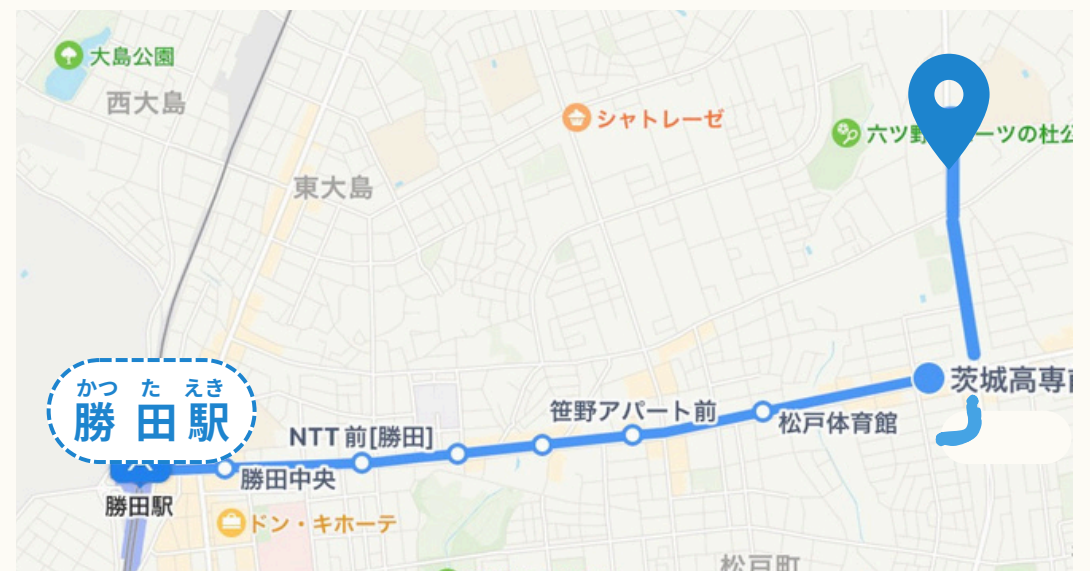 大島公園
西大島
シャトレーゼ
六ツ野
ーツの杜公
東大島
茨城高専前
かつ た えき
勝田駅
笹野アパート前
松戸体育館
NTT前[勝田]
勝田中央
勝田駅
ドン・キホーテ
松戸町